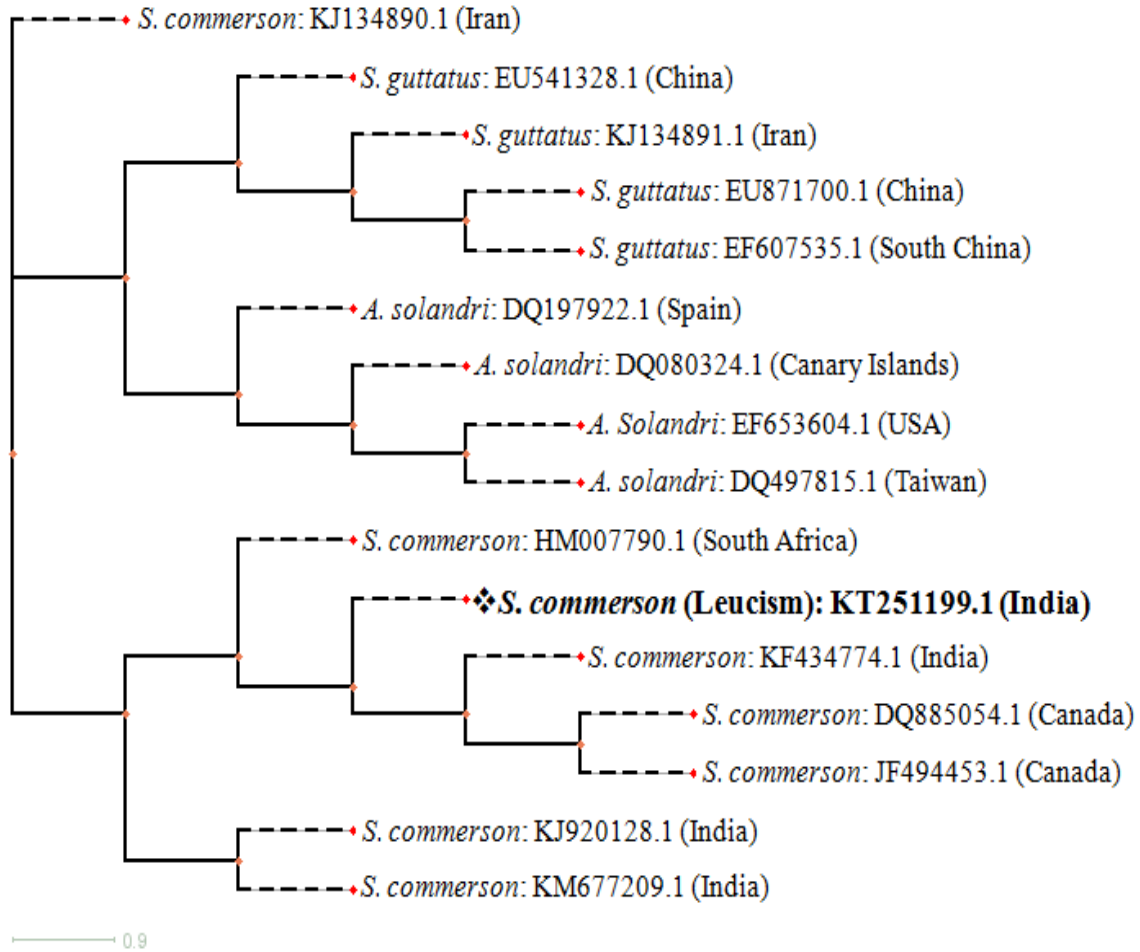 S. commerson: KJ134890.1 (Iran)
S. guttatus: EU541328.1 (China)
S. guttatus: KJ134891.1 (Iran)
S. guttatus: EU871700.1 (China)
S. guttatus: EF607535.1 (South China)
A. solandri: DQ197922.1 (Spain)
A. solandri: DQ080324.1 (Canary Islands)
A. Solandri: EF653604.1 (USA)
A. solandri: DQ497815.1 (Taiwan)
S. commerson: HM007790.1 (South Africa)
❖S. commerson (Leucism): KT251199.1 (India)
S. commerson: KF434774.1 (India)
S. commerson: DQ885054.1 (Canada)
S. commerson: JF494453.1 (Canada)
S. commerson: KJ920128.1 (India)
S. commerson: KM677209.1 (India)
0.9